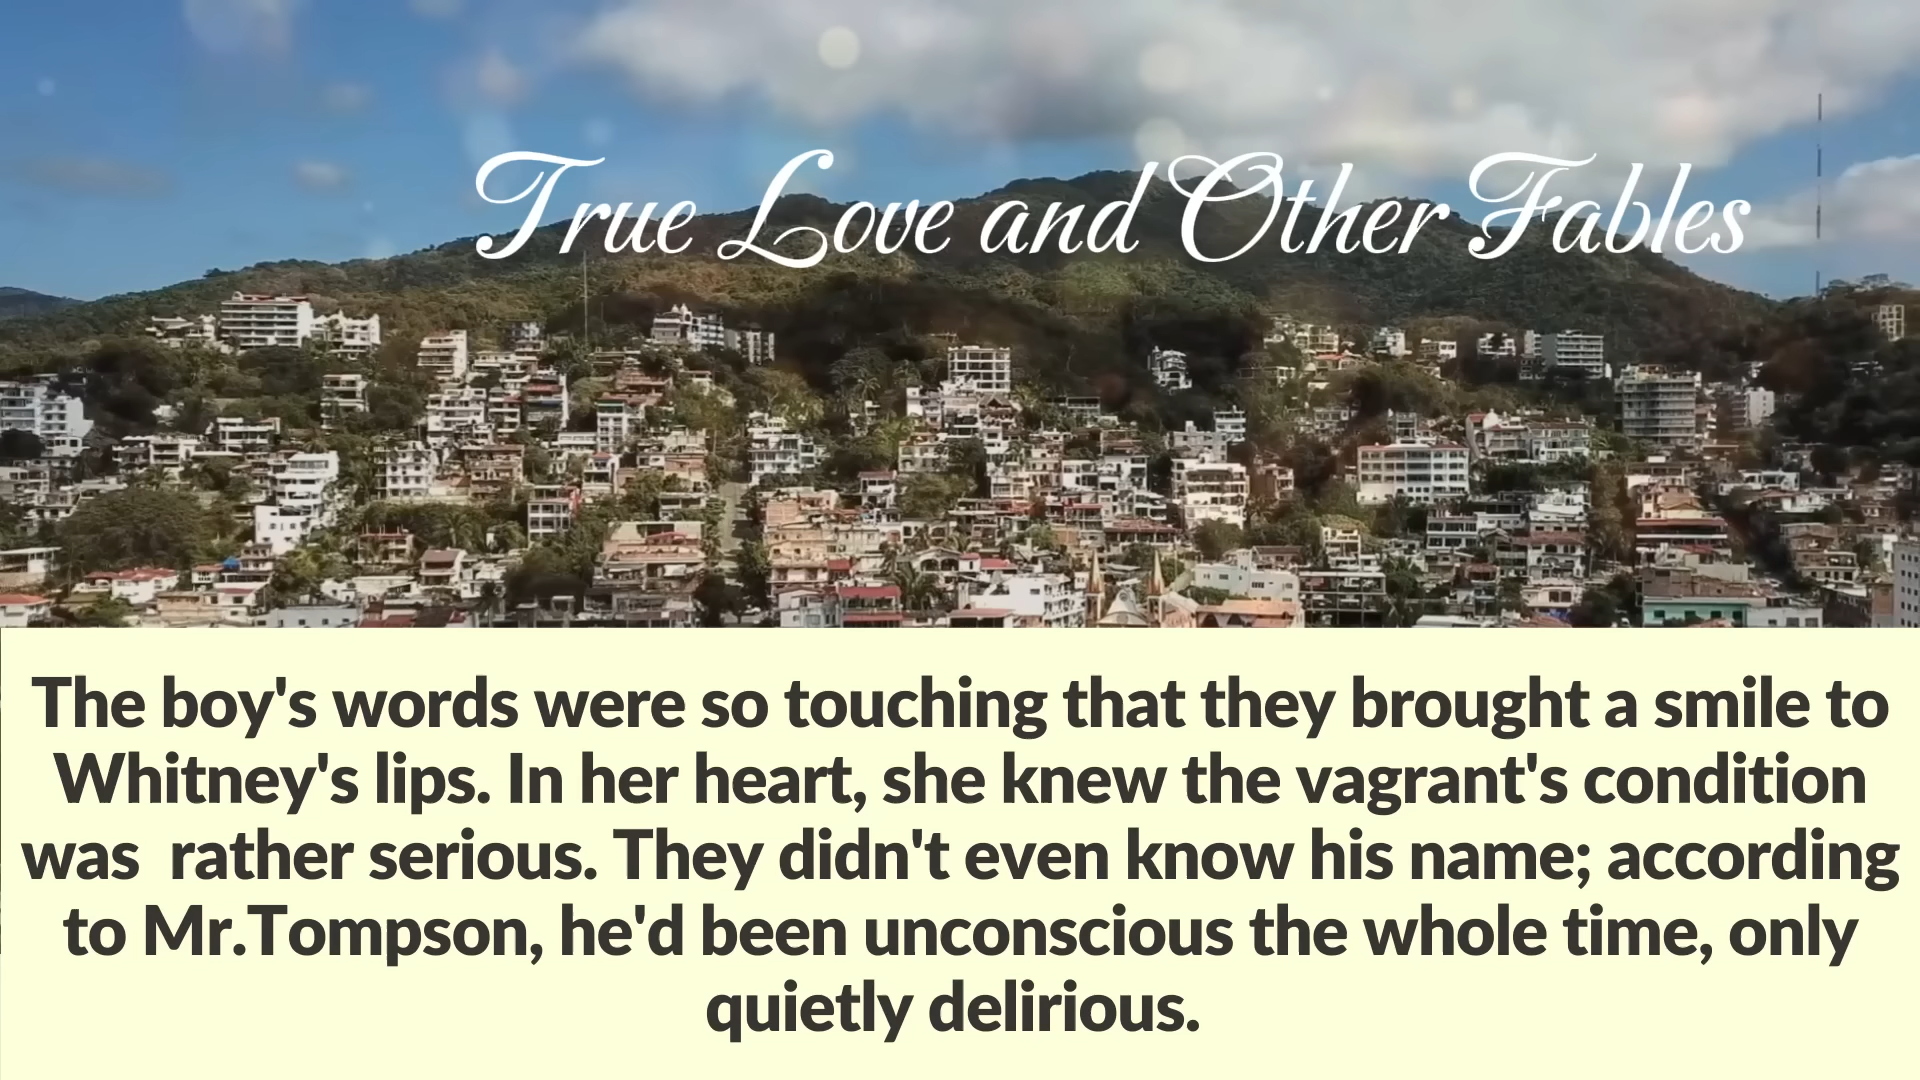 True Love and Other Fables
The boy's words were so touching that they brought a smile to
Whitney's lips. In her heart, she knew the vagrant's condition
was  rather serious. They didn't even know his name; according
to Mr.Tompson, he'd been unconscious the whole time, only
quietly delirious.